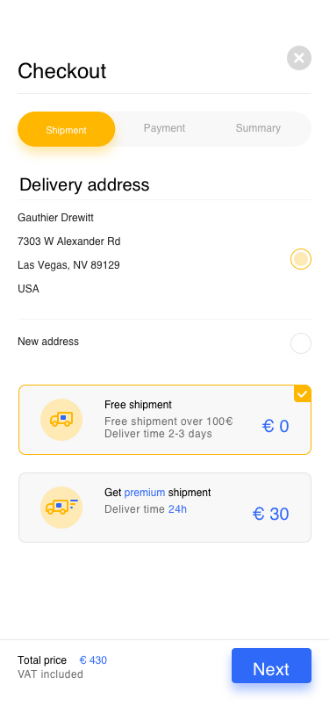 Checkout
Shipment
Payment
Summary
Delivery address
Gauthier Drewitt
7303 W Alexander Rd
Las Vegas, NV 89129
USA
New address
Free shipment
Free shipment over 100€
Deliver time 2-3 days
€ 0
Get premium shipment
Deliver time 24h
€ 30
Total price € 430
VAT included
Next